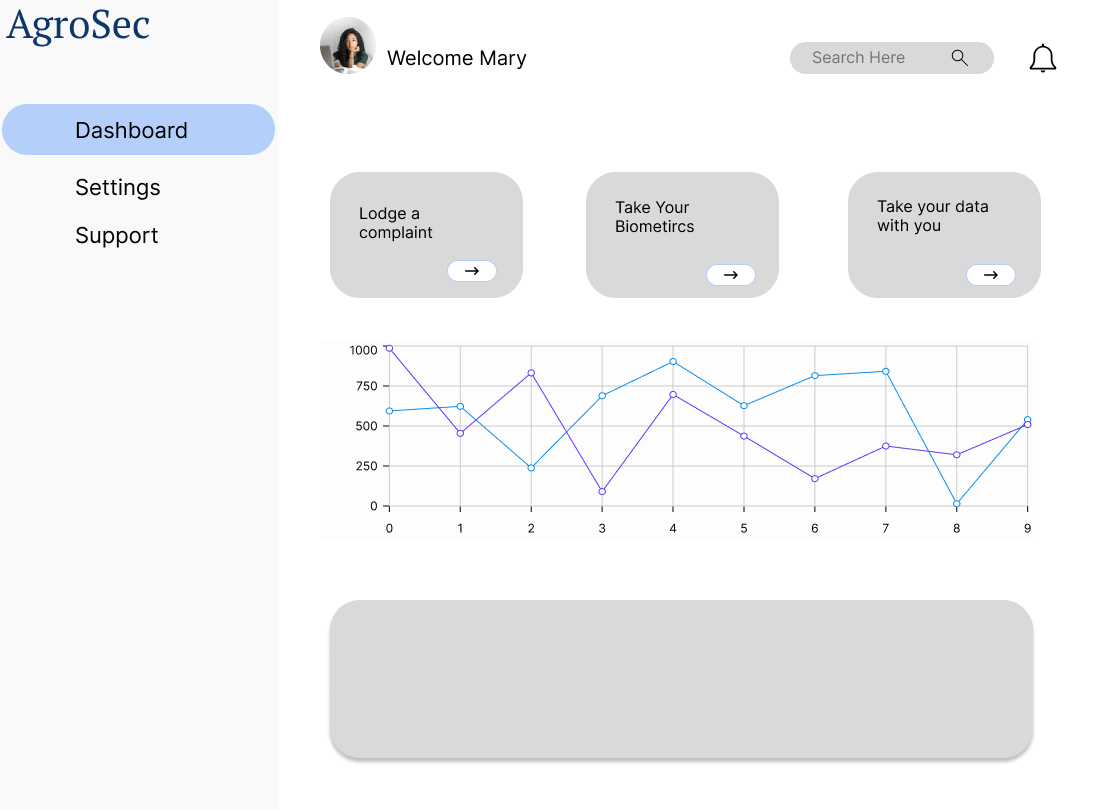 AgroSec
Welcome Mary
Search Here
Dashboard
Settings
Support
Lodge a
complaint
Take Your
Biometircs
Take your data
with you
1000
750
500
250
0
0 1 2 3 4 5 6 7 8 9